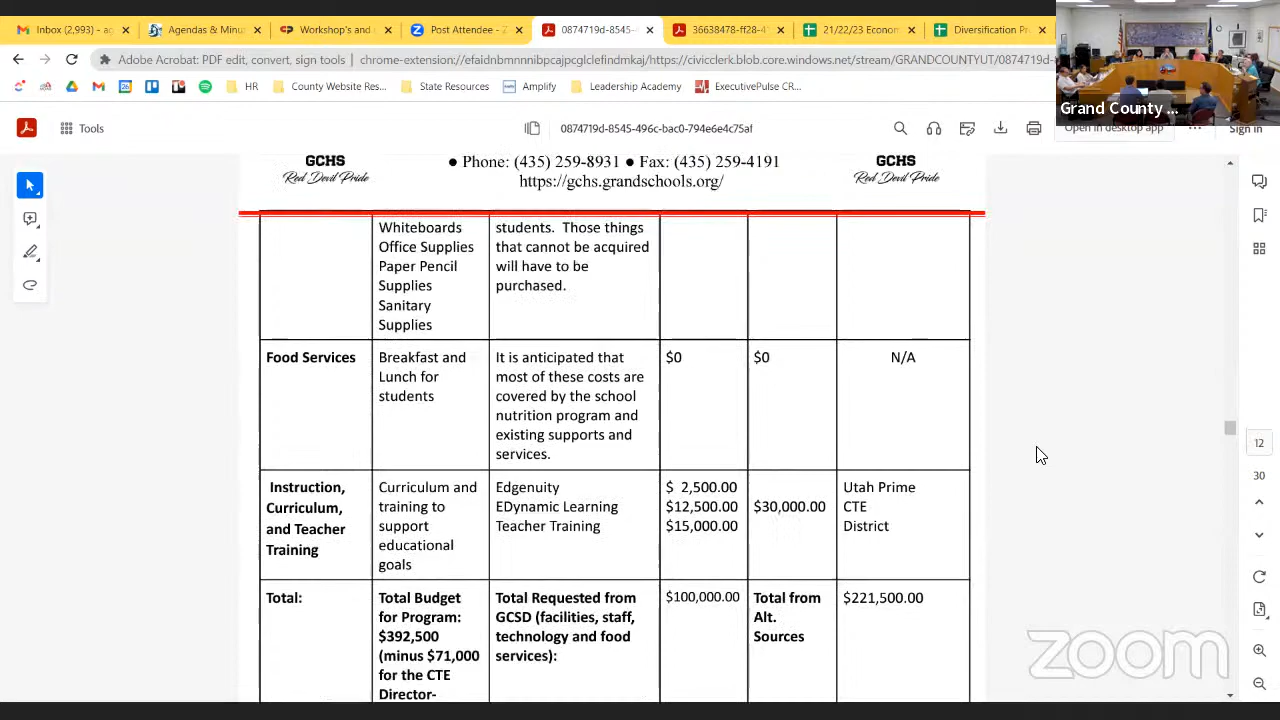 Inbox (2,993) - ag
Agendas & Minut
Workshop's and
Post Attendee - Z
0874719d-8545-
36638478-ff28-4
21/22/23 Econom
Diversification Pr
Adobe Acrobat: PDF edit, convert, sign tools
chrome-extension://efaidnbmnnnibpcajpcglclefindmkaj/https://civicclerk.blob.core.windows.net/stream/GRANDCOUNTYUT/0874719d-
HR
County Website Res...
State Resources
Amplify
Leadership Academy
ExecutivePulse CR...
Grand County ...
Tools
0874719d-8545-496c-bac0-794e6e4c75af
Open in desktop app
Sign in
GCHS
Red Devil Pride
● Phone: (435) 259-8931 ● Fax: (435) 259-4191
https://gchs.grandschools.org/
GCHS
Red Devil Pride
Whiteboards
Office Supplies
Paper Pencil
Supplies
Sanitary
Supplies
students. Those things
that cannot be acquired
will have to be
purchased.
Food Services
Breakfast and
Lunch for
students
It is anticipated that
most of these costs are
covered by the school
nutrition program and
existing supports and
services.
$0
$0
N/A
Instruction,
Curriculum,
and Teacher
Training
Curriculum and
training to
support
educational
goals
Edgenuity
EDynamic Learning
Teacher Training
$ 2,500.00
$12,500.00
$15,000.00
$30,000.00
Utah Prime
CTE
District
Total:
Total Budget
for Program:
$392,500
(minus $71,000
for the CTE
Director-
Total Requested from
GCSD (facilities, staff,
technology and food
services):
$100,000.00
Total from
Alt.
Sources
$221,500.00
12
30
zoom